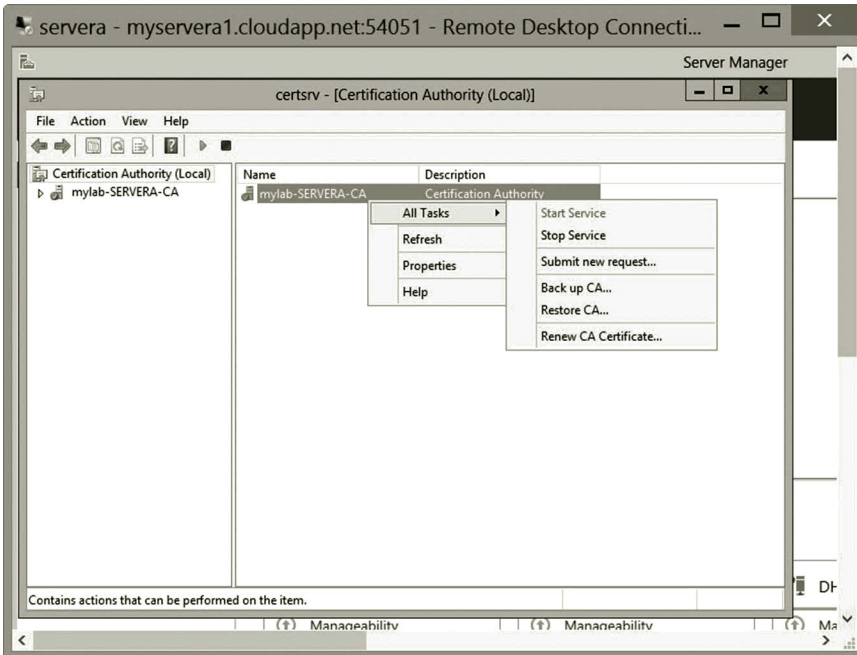 servera - myservera1.cloudapp.net:54051 - Remote Desktop Connecti...
Server Manager
certsrv - [Certification Authority (Local)]
File Action View Help
Certification Authority (Local)
mylab-SERVERA-CA
Name Description
mylab-SERVERA-CA Certification Authority
All Tasks
Refresh
Properties
Help
Start Service
Stop Service
Submit new request...
Back up CA...
Restore CA...
Renew CA Certificate...
Contains actions that can be performed on the item.
DH
Manageability Manageability Ma